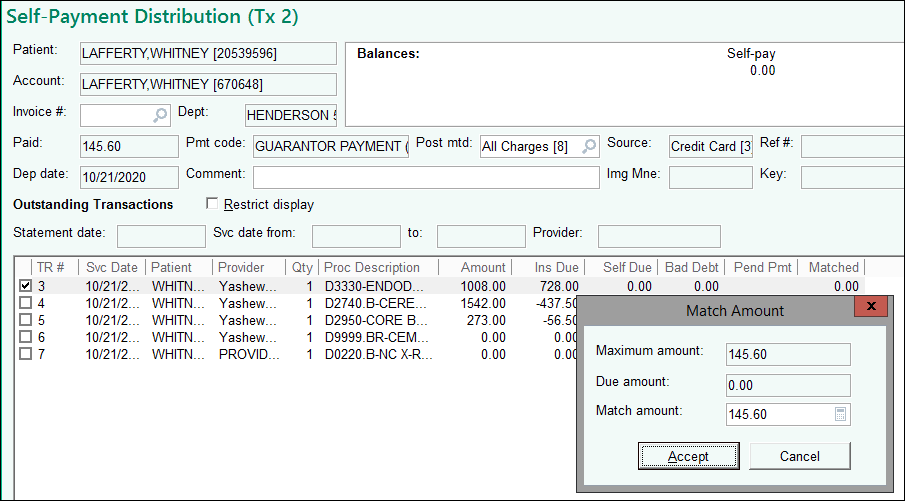 Self-Payment Distribution (Tx 2)
Patient: LAFFERTY,WHITNEY [20539596]
Balances: Self-pay
0.00
Account: LAFFERTY,WHITNEY [670648]
Invoice #: Dept: HENDERSON
Paid: 145.60 Pmt code: GUARANTOR PAYMENT ( Post mtd: All Charges [8] Source: Credit Card [3 Ref #:
Dep date: 10/21/2020 Comment: Img Mne: Key:
Outstanding Transactions Restrict display
Statement date: Svc date from: to: Provider:
TR # Svc Date Patient Provider Qty Proc Description Amount Ins Due Self Due Bad Debt Pend Pmt Matched
3 10/21/2... WHITN... Yashew... 1 D3330-ENDOD... 1008.00 728.00 0.00 0.00 0.00
4 10/21/2... WHITN... Yashew... 1 D2740.B-CERE... 1542.00 -437.50
5 10/21/2... WHITN... Yashew... 1 D2950-CORE B... 273.00 -56.50
6 10/21/2... WHITN... Yashew... 1 D9999.BR-CEM... 0.00 0.00
7 10/21/2... WHITN... PROVID... 1 D0220.B-NC X-R... 0.00 0.00
Match Amount x
Maximum amount: 145.60
Due amount: 0.00
Match amount: 145.60
Accept Cancel